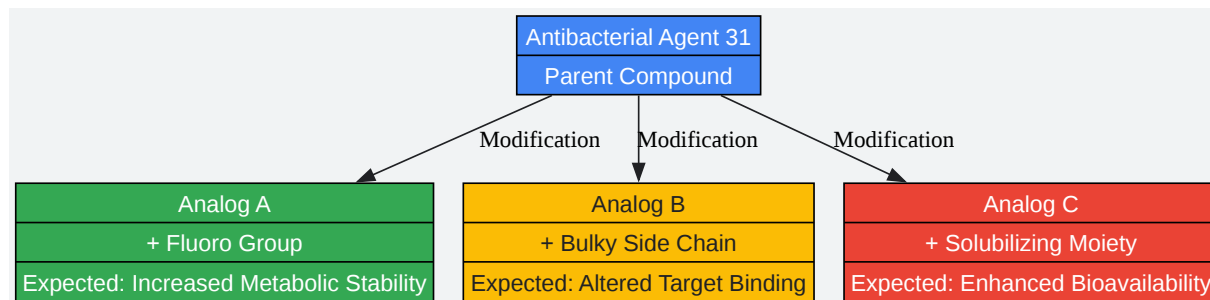 Antibacterial Agent 31
Parent Compound
Modification
Modification
Modification
Analog A
+ Fluoro Group
Expected: Increased Metabolic Stability
Analog B
+ Bulky Side Chain
Expected: Altered Target Binding
Analog C
+ Solubilizing Moiety
Expected: Enhanced Bioavailability